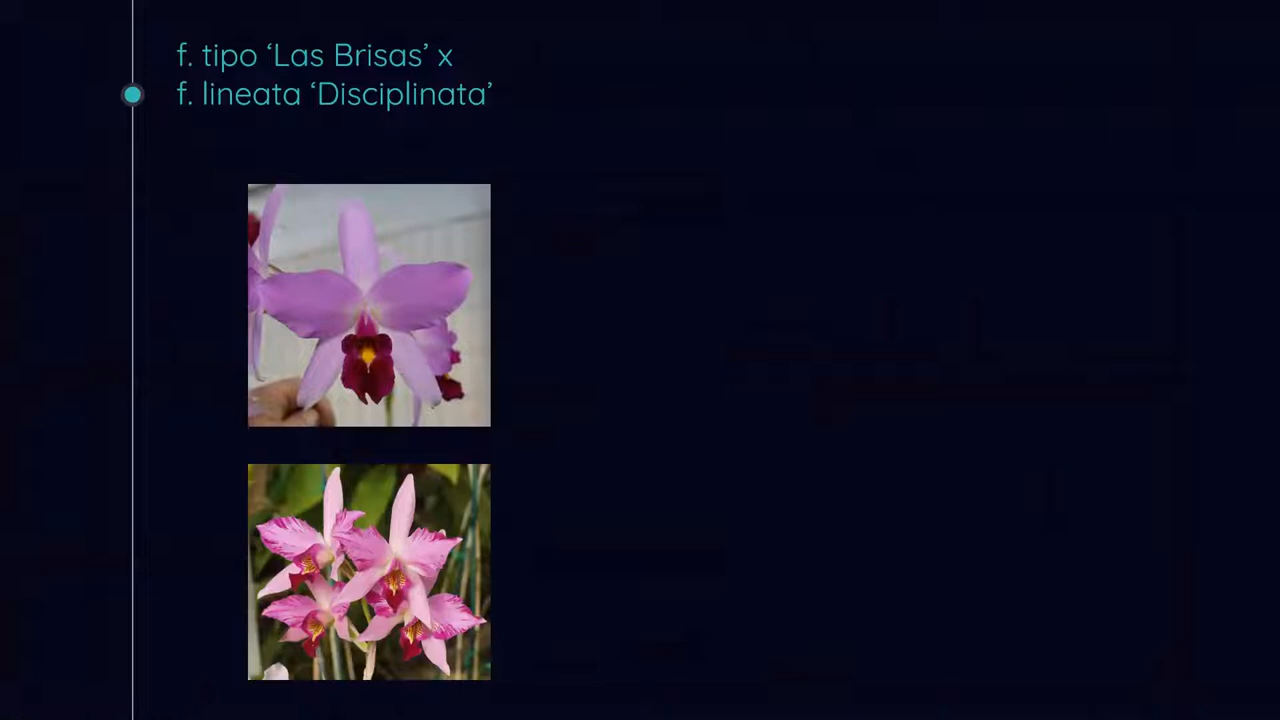 f. tipo ‘Las Brisas’ x
f. lineata ‘Disciplinata’